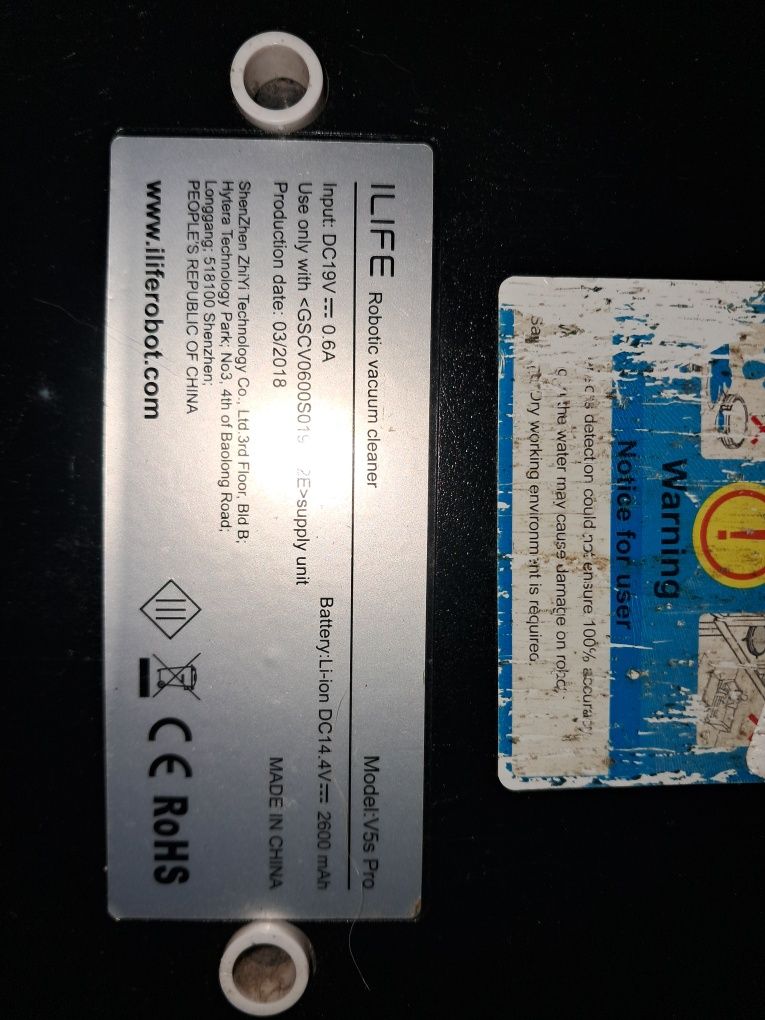 ILIFE Robotic vacuum cleaner Model:V5s Pro
Input: DC19V 0.6A Battery:Li-ion DC14.4V 2600 mAh
Use only with 2E>supply unit
Production date: 03/2018 MADE IN CHINA
ShenZhen ZhiYi Technology Co., Ltd.3rd Floor, Bld B;
Hytera Technology Park; No3, 4th of Baolong Road;
Longgang; 518100 Shenzhen;
PEOPLE'S REPUBLIC OF CHINA
www.iliferobot.com CE RoHS
Warning
Notice for user
detection could not ensure 100% accuracy
the water may cause damage on robot;
Dry working environment is required.